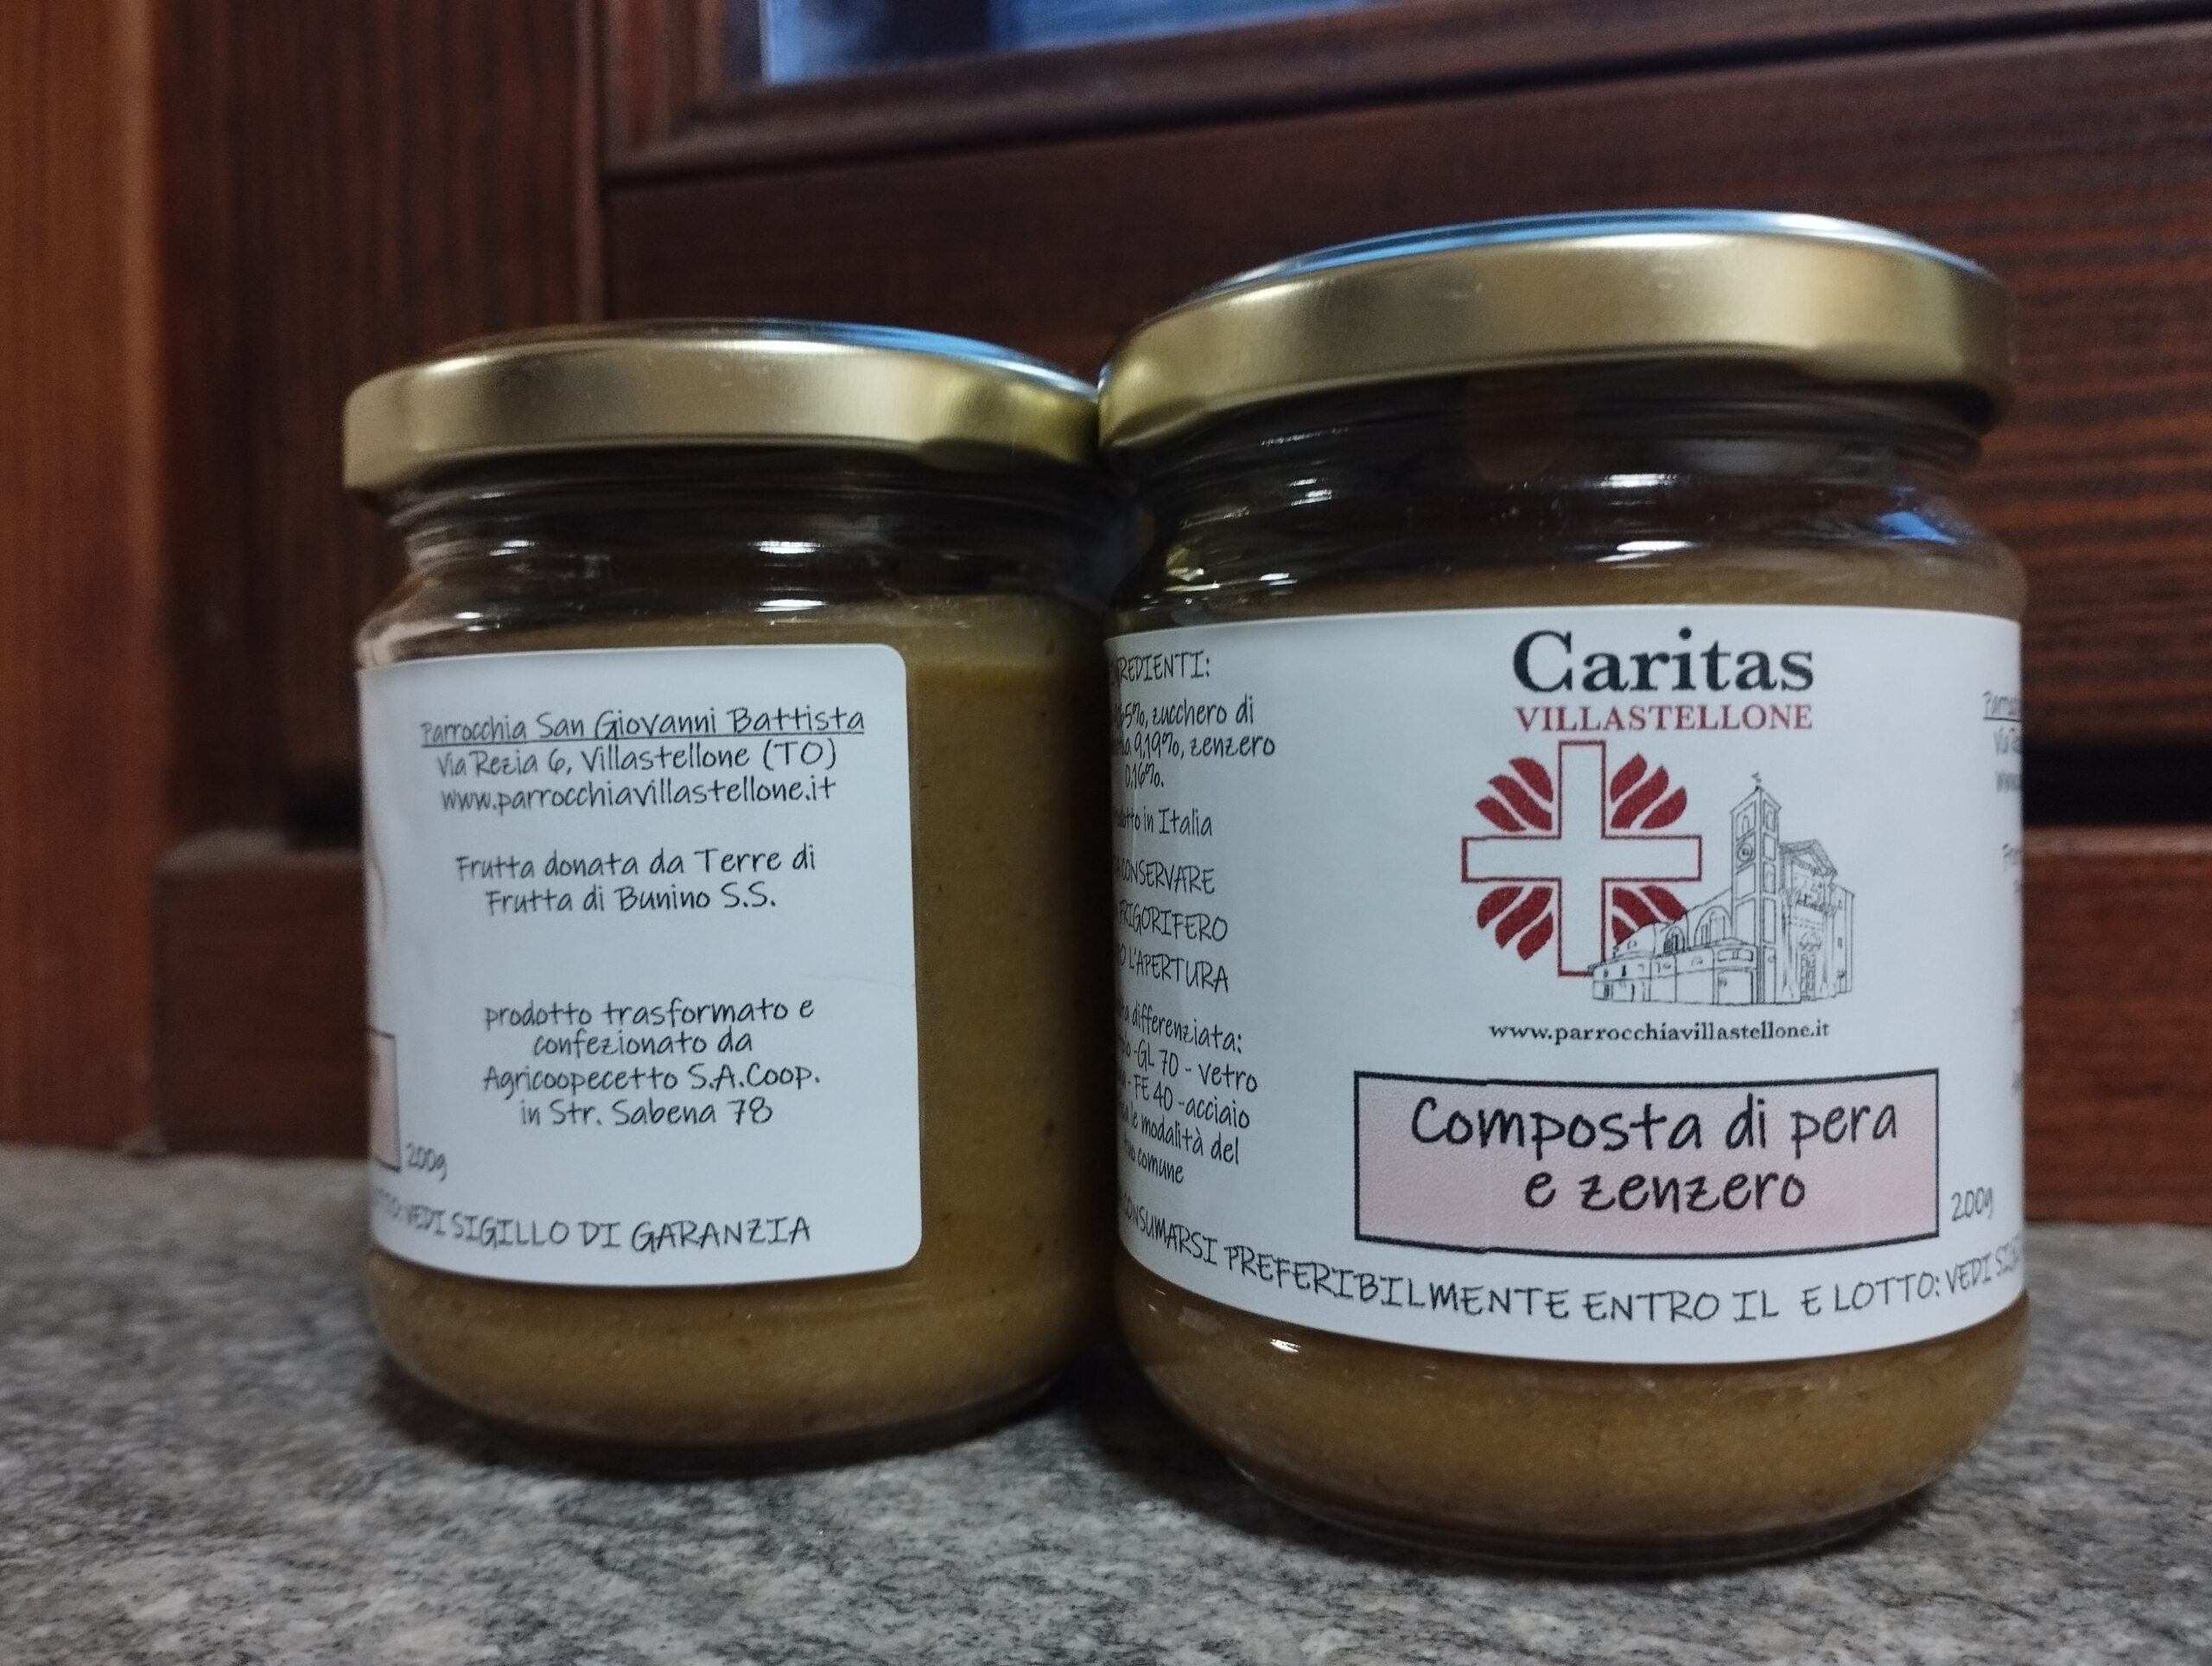 Parrocchia San Giovanni Battista
Via Rezia 6, Villastellone (TO)
www.parrocchiavillastellone.it
Frutta donata da Terre di
Frutta di Bunino S.S.
prodotto trasformato e
confezionato da
Agricoopecetto S.A.Coop.
in Str. Sabena 78
200g
VEDI SIGILLO DI GARANZIA
zucchero di
9,19%, zenzero
0,16%.
in Italia
CONSERVARE
FRIGORIFERO
L'APERTURA
differenziata:
-GL 70 - vetro
- FE 40 -acciaio
le modalità del
comune
Caritas
VILLASTELLONE
www.parrocchiavillastellone.it
Composta di pera
e zenzero
200g
CONSUMARSI PREFERIBILMENTE ENTRO IL E LOTTO: VEDI